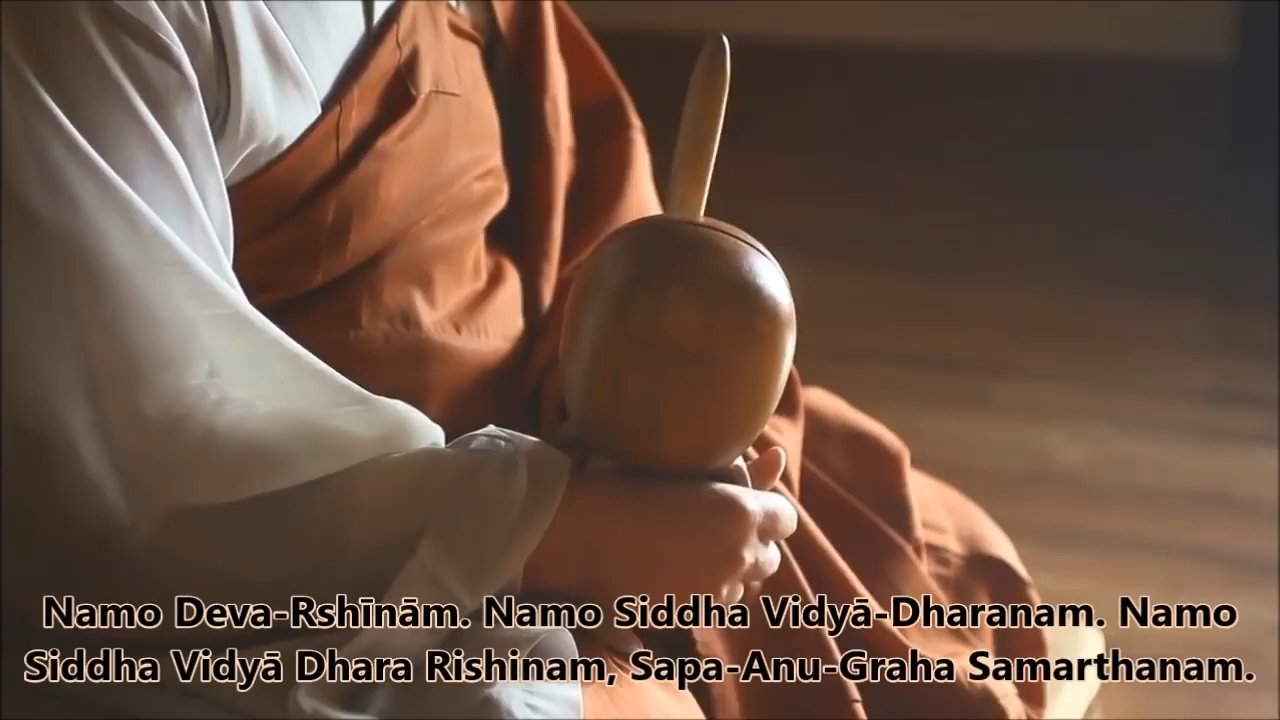 Namo Deva-Rshīnām. Namo Siddha Vidyā-Dharanam. Namo
Siddha Vidyā Dhara Rishinam, Sapa-Anu-Graha Samarthanam.